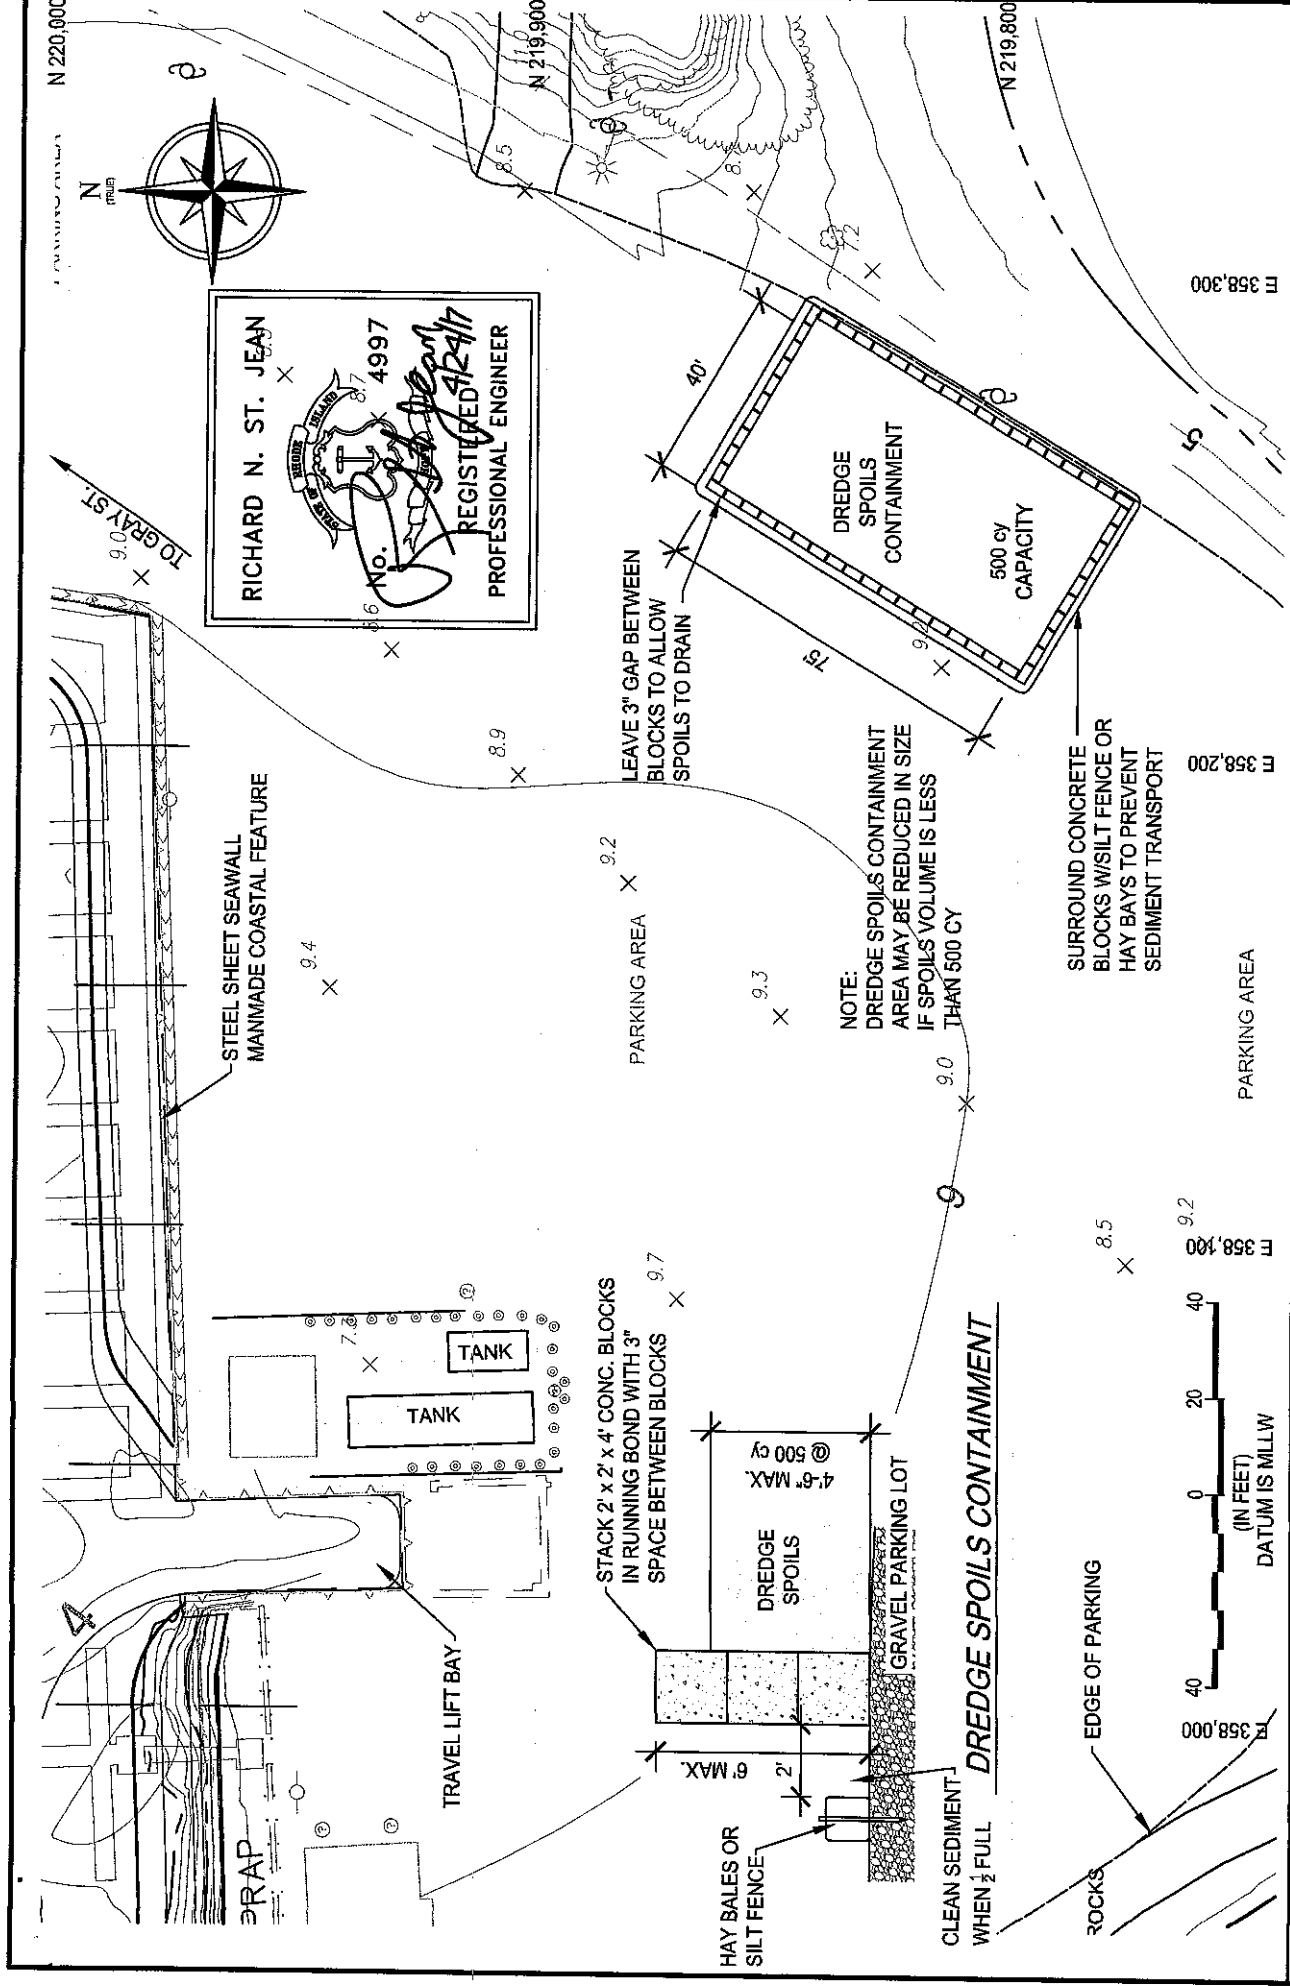 N 220,000
N 219,900
N 219,800
N
(TRUE)
TO GRAY ST.
RICHARD N. ST. JEAN
STATE OF
RHODE
ISLAND
No.
4997
4/24/17
REGISTERED
PROFESSIONAL ENGINEER
9.0
8.7
8.9
9.4
9.2
9.3
9.0
9
9.7
8.5
9.2
8.5
7.2
5
4
STEEL SHEET SEAWALL
MANMADE COASTAL FEATURE
PARKING AREA
TANK
TANK
TRAVEL LIFT BAY
LEAVE 3" GAP BETWEEN
BLOCKS TO ALLOW
SPOILS TO DRAIN
40'
75'
DREDGE
SPOILS
CONTAINMENT
500 cy
CAPACITY
NOTE:
DREDGE SPOILS CONTAINMENT
AREA MAY BE REDUCED IN SIZE
IF SPOILS VOLUME IS LESS
THAN 500 CY
SURROUND CONCRETE
BLOCKS W/SILT FENCE OR
HAY BAYS TO PREVENT
SEDIMENT TRANSPORT
PARKING AREA
STACK 2' x 2' x 4' CONC. BLOCKS
IN RUNNING BOND WITH 3"
SPACE BETWEEN BLOCKS
DREDGE
SPOILS
4'-6" MAX.
@ 500 cy
6' MAX.
2'
GRAVEL PARKING LOT
HAY BALES OR
SILT FENCE
CLEAN SEDIMENT
WHEN ½ FULL
DREDGE SPOILS CONTAINMENT
ROCKS
EDGE OF PARKING
40
0
20
40
(IN FEET)
DATUM IS MLLW
E 358,000
E 358,100
E 358,200
E 358,300